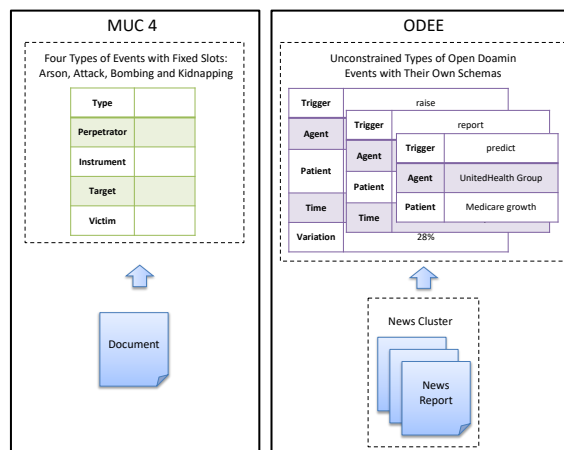 MUC 4
Four Types of Events with Fixed Slots:
Arson, Attack, Bombing and Kidnapping
Type
Perpetrator
Instrument
Target
Victim
Document
ODEE
Unconstrained Types of Open Doamin
Events with Their Own Schemas
Trigger raise
Agent
Patient
Time
Variation 28%
Trigger report
Agent
Patient
Time
Trigger predict
Agent UnitedHealth Group
Patient Medicare growth
News Cluster
News
Report